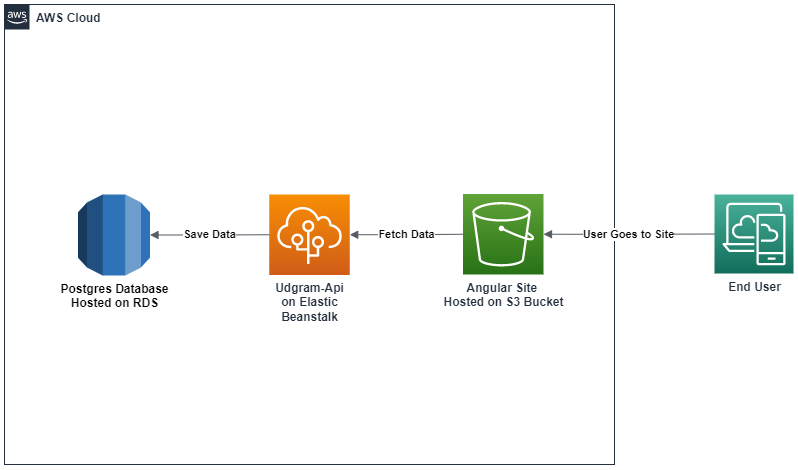 aws
AWS Cloud
Save Data
Fetch Data
User Goes to Site
Postgres Database
Hosted on RDS
Udgram-Api
on Elastic
Beanstalk
Angular Site
Hosted on S3 Bucket
End User